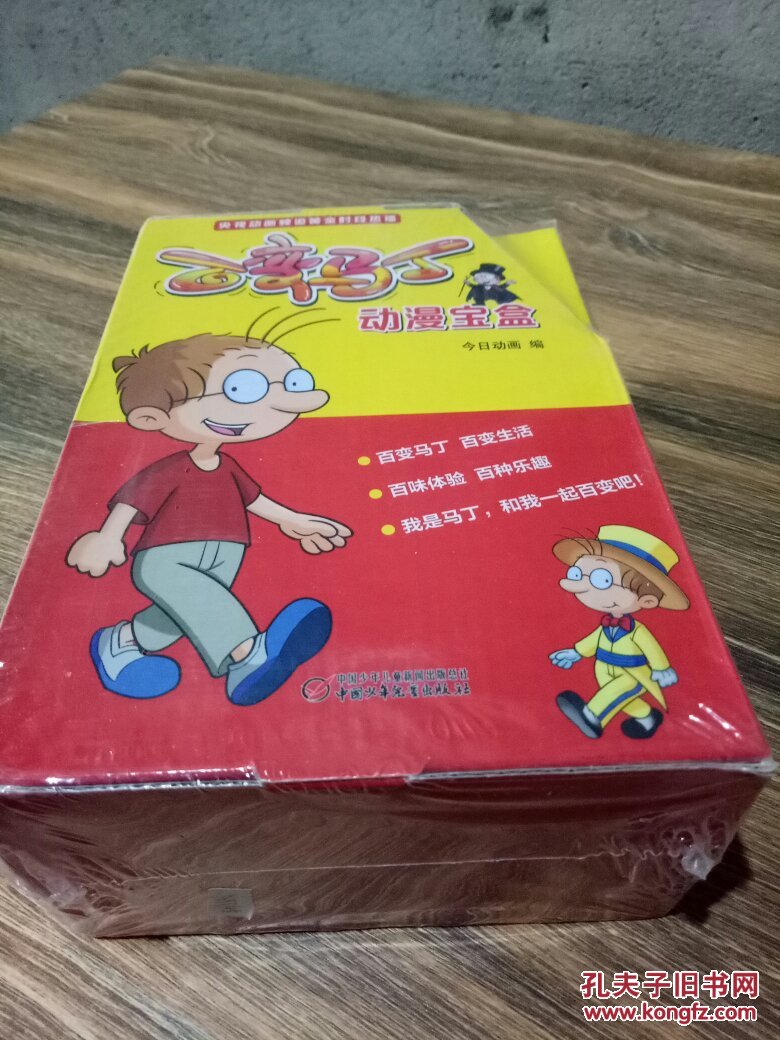 央视动画频道黄金时段热播
百变马丁
动漫宝盒
今日动画 编
百变马丁 百变生活
百味体验 百种乐趣
我是马丁，和我一起百变吧！
中国少年儿童新闻出版总社
中国少年儿童出版社
孔夫子旧书网
www.kongfz.com